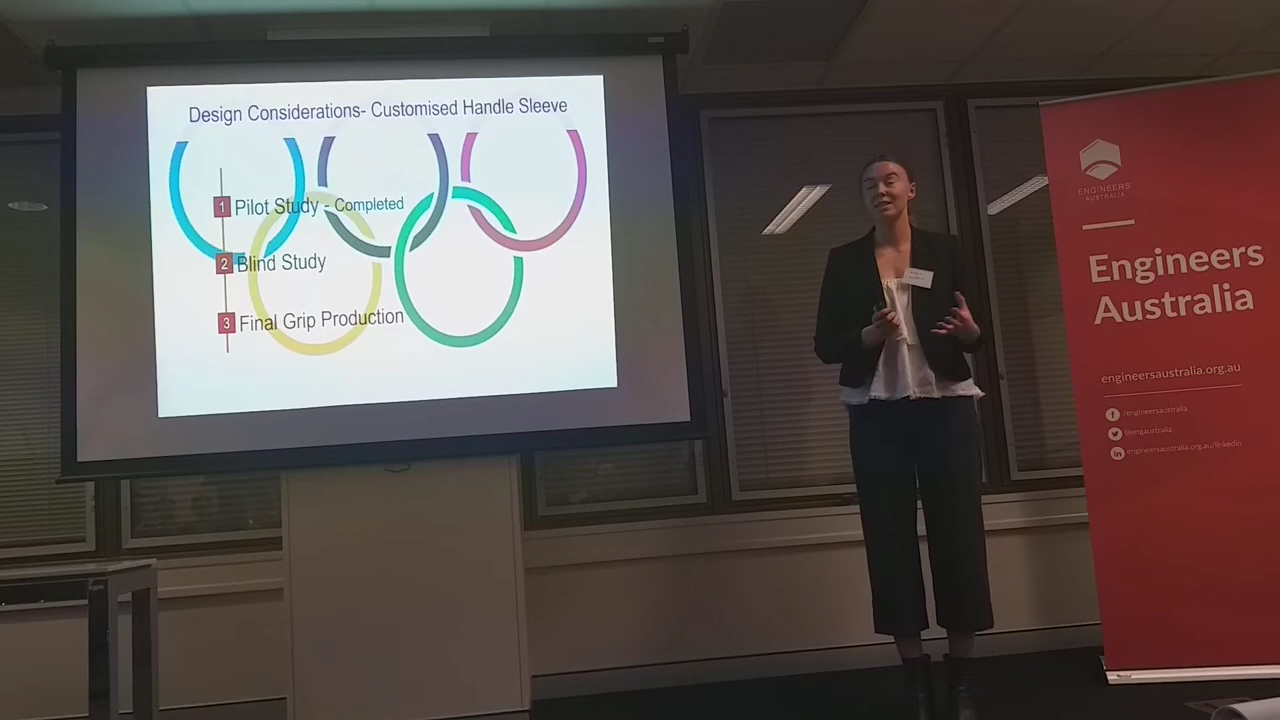 Design Considerations- Customised Handle Sleeve
1 Pilot Study - Completed
2 Blind Study
3 Final Grip Production
ENGINEERS
AUSTRALIA
Engineers
Australia
engineersaustralia.org.au
/engineersaustralia
@engaustralia
engineersaustralia.org.au/linkedin